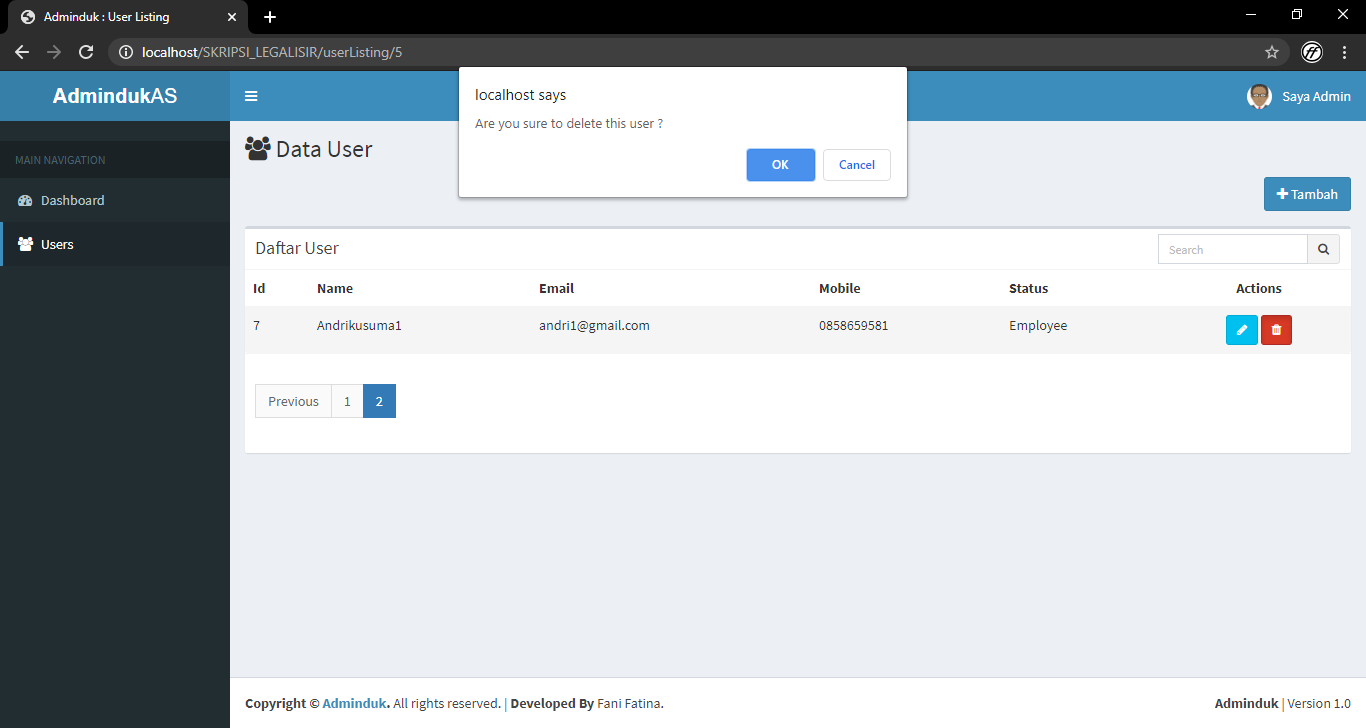 Adminduk : User Listing
localhost/SKRIPSI_LEGALISIR/userListing/5
AdmindukAS
Saya Admin
localhost says
Are you sure to delete this user ?
OK
Cancel
MAIN NAVIGATION
Dashboard
Users
Data User
Tambah
Daftar User
Search
Id Name Email Mobile Status Actions
7 Andrikusuma1 andri1@gmail.com 0858659581 Employee
Previous 1 2
Copyright © Adminduk. All rights reserved. | Developed By Fani Fatina.
Adminduk | Version 1.0